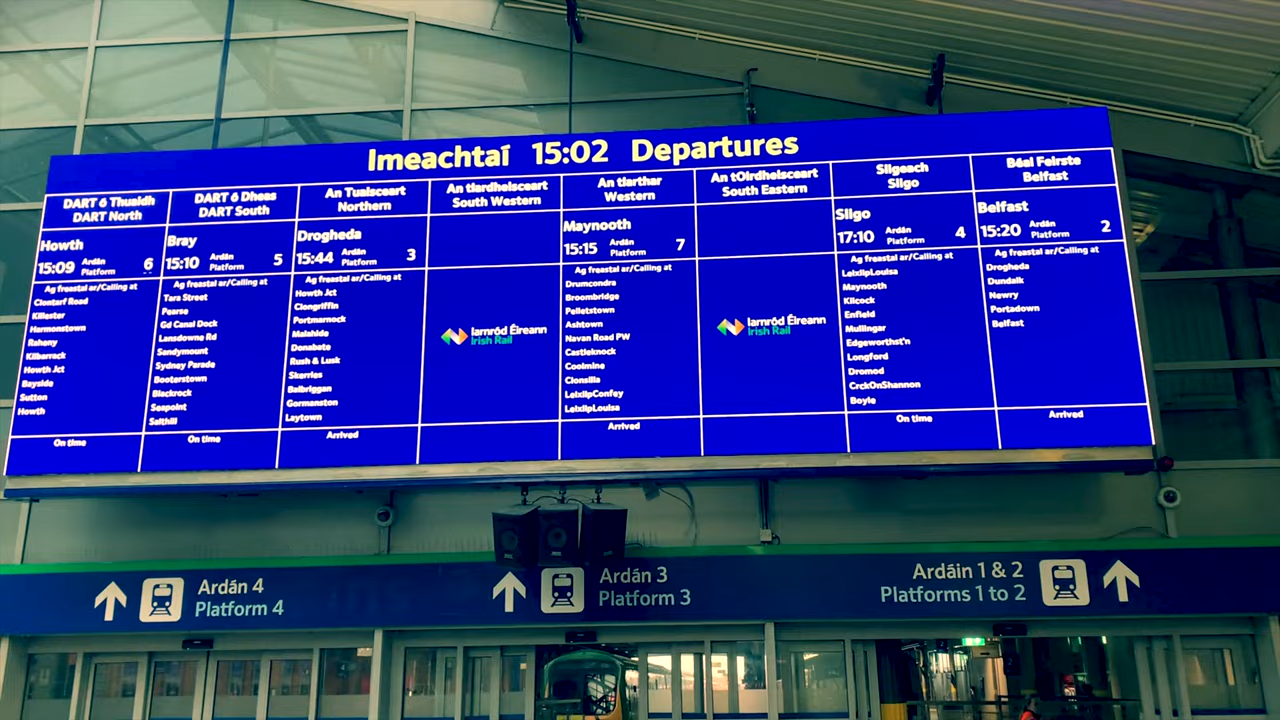 Imeachtaí 15:02 Departures
DART ó Thuaidh
DART North
Howth
15:09 Ardán
Platform 6
Ag freastal ar/Calling at
Clontarf Road
Killester
Harmonstown
Raheny
Kilbarrack
Howth Jct
Bayside
Sutton
Howth
On time
DART ó Dheas
DART South
Bray
15:10 Ardán
Platform 5
Ag freastal ar/Calling at
Tara Street
Pearse
Gd Canal Dock
Lansdowne Rd
Sandymount
Sydney Parade
Booterstown
Blackrock
Seapoint
Salthill
On time
An Tuaisceart
Northern
Drogheda
15:44 Ardán
Platform 3
Ag freastal ar/Calling at
Howth Jct
Clongriffin
Portmarnock
Malahide
Donabate
Rush & Lusk
Skerries
Balbriggan
Gormanston
Laytown
Arrived
An tIardheisceart
South Western
Iarnród Éireann
Irish Rail
An tIarthar
Western
Maynooth
15:15 Ardán
Platform 7
Ag freastal ar/Calling at
Drumcondra
Broombridge
Pelletstown
Ashtown
Navan Road PW
Castleknock
Coolmine
Clonsilla
LeixlipConfey
LeixlipLouisa
Arrived
An tOirdheisceart
South Eastern
Iarnród Éireann
Irish Rail
Sligeach
Sligo
Sligo
17:10 Ardán
Platform 4
Ag freastal ar/Calling at
LeixlipLouisa
Maynooth
Kilcock
Enfield
Mullingar
Edgeworthst'n
Longford
Dromod
CrckOnShannon
Boyle
On time
Béal Feirste
Belfast
Belfast
15:20 Ardán
Platform 2
Ag freastal ar/Calling at
Drogheda
Dundalk
Newry
Portadown
Belfast
Arrived
Ardán 4
Platform 4
Ardán 3
Platform 3
Ardáin 1 & 2
Platforms 1 to 2